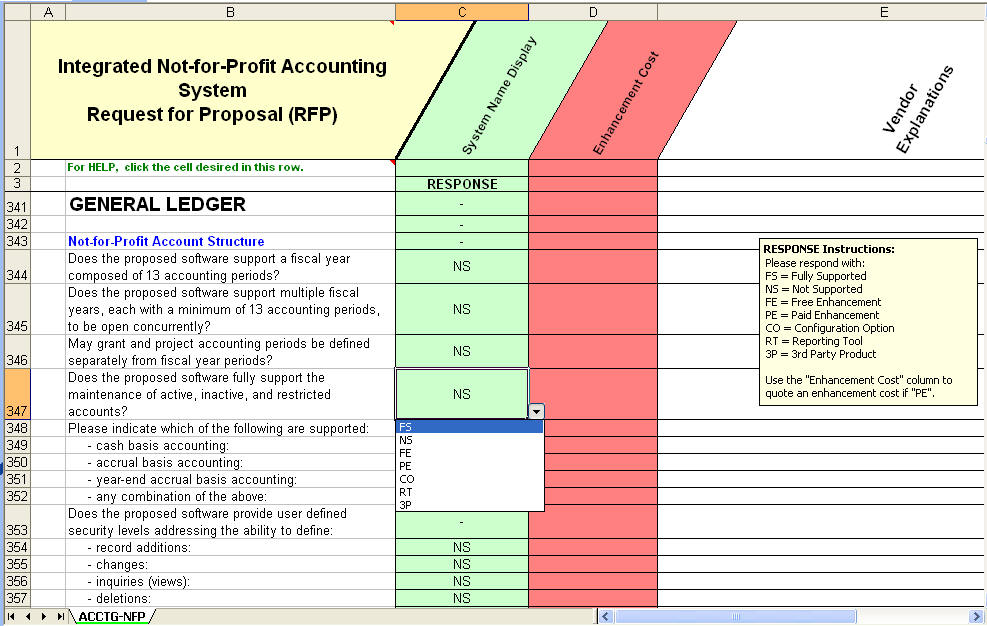 A B C D E
1 Integrated Not-for-Profit Accounting
System
Request for Proposal (RFP)
System Name Display
Enhancement Cost
Vendor
Explanations
2 For HELP, click the cell desired in this row.
3 RESPONSE
341 GENERAL LEDGER -
342 -
343 Not-for-Profit Account Structure -
Does the proposed software support a fiscal year
344 composed of 13 accounting periods? NS
Does the proposed software support multiple fiscal
years, each with a minimum of 13 accounting periods, NS
345 to be open concurrently?
May grant and project accounting periods be defined
346 separately from fiscal year periods? NS
Does the proposed software fully support the
maintenance of active, inactive, and restricted NS
347 accounts?
348 Please indicate which of the following are supported:
349 - cash basis accounting:
350 - accrual basis accounting:
351 - year-end accrual basis accounting:
352 - any combination of the above:
FS
NS
FE
PE
CO
RT
3P
Does the proposed software provide user defined
353 security levels addressing the ability to define: -
354 - record additions: NS
355 - changes: NS
356 - inquiries (views): NS
357 - deletions: NS
RESPONSE Instructions:
Please respond with:
FS = Fully Supported
NS = Not Supported
FE = Free Enhancement
PE = Paid Enhancement
CO = Configuration Option
RT = Reporting Tool
3P = 3rd Party Product
Use the "Enhancement Cost" column to
quote an enhancement cost if "PE".
ACCTG-NFP